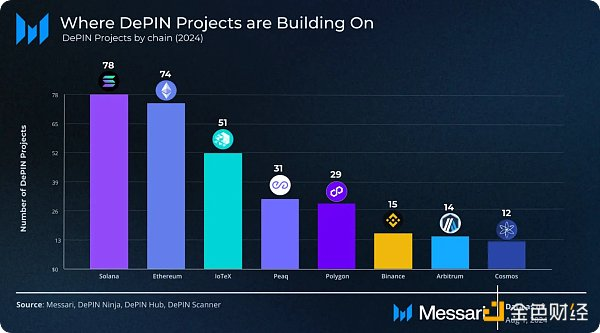 Where DePIN Projects are Building On
DePIN Projects by chain (2024)
78
74
51
31
29
15
14
12
Number of DePIN Projects
78
65
52
39
26
13
$0
Solana
Ethereum
IoTeX
Peaq
Polygon
Binance
Arbitrum
Cosmos
Source: Messari, DePIN Ninja, DePIN Hub, DePIN Scanner
Messari
Aug 1, 2024
金色财经